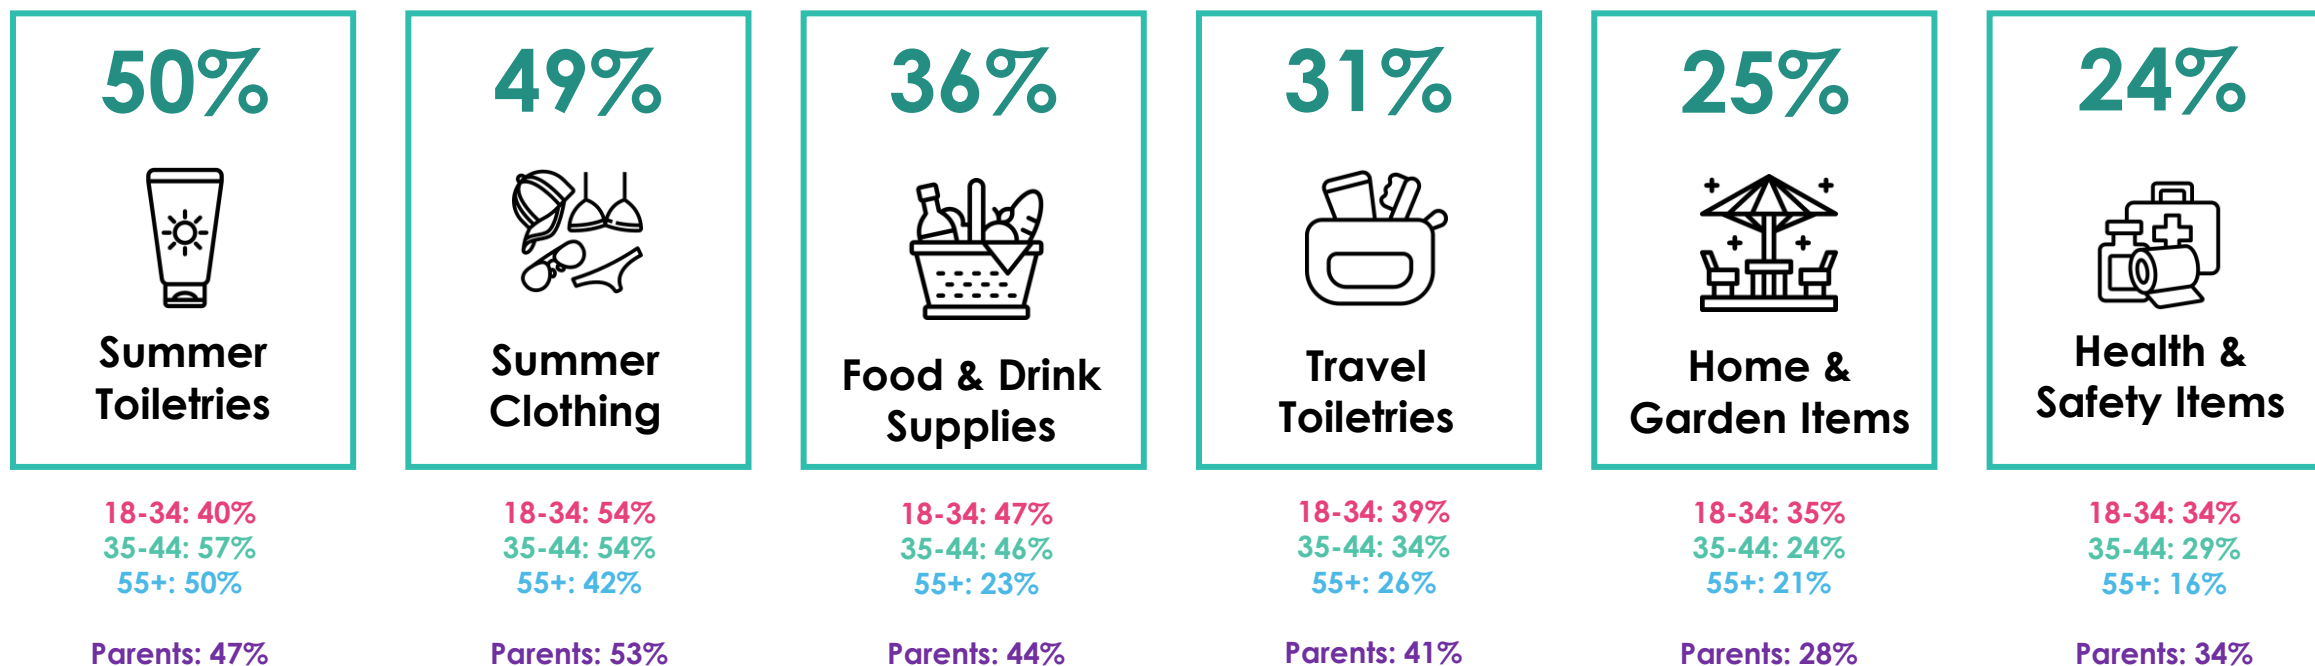 50%
Summer
Toiletries
18-34: 40%
35-44: 57%
55+: 50%
Parents: 47%
49%
Summer
Clothing
18-34: 54%
35-44: 54%
55+: 42%
Parents: 53%
36%
Food & Drink
Supplies
18-34: 47%
35-44: 46%
55+: 23%
Parents: 44%
31%
Travel
Toiletries
18-34: 39%
35-44: 34%
55+: 26%
Parents: 41%
25%
Home &
Garden Items
18-34: 35%
35-44: 24%
55+: 21%
Parents: 28%
24%
Health &
Safety Items
18-34: 34%
35-44: 29%
55+: 16%
Parents: 34%